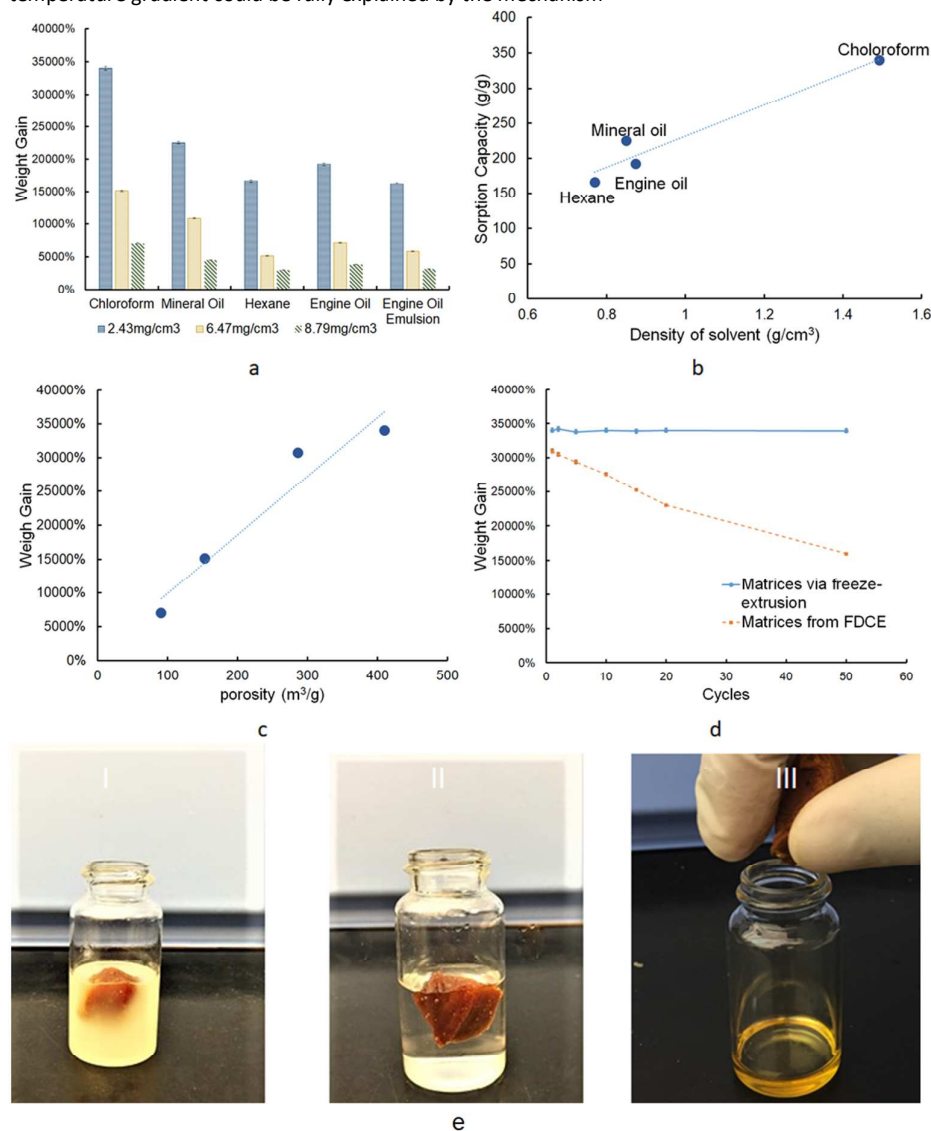 temperature gradient could be fully explained by the Mechanism
40000%
35000%
30000%
25000%
20000%
15000%
10000%
5000%
0%
Weight Gain
Chloroform
Mineral Oil
Hexane
Engine Oil
Engine Oil
Emulsion
2.43mg/cm3
6.47mg/cm3
8.79mg/cm3
a
400
350
300
250
200
150
100
50
0
Sorption Capacity (g/g)
Choloroform
Mineral oil
Engine oil
Hexane
0.6
0.8
1
1.2
1.4
1.6
Density of solvent (g/cm³)
b
40000%
35000%
30000%
25000%
20000%
15000%
10000%
5000%
0%
Weigh Gain
0
100
200
300
400
500
porosity (m³/g)
c
40000%
35000%
30000%
25000%
20000%
15000%
10000%
5000%
0%
Weight Gain
Matrices via freeze-
extrusion
Matrices from FDCE
0
10
20
30
40
50
60
Cycles
d
I
II
III
e